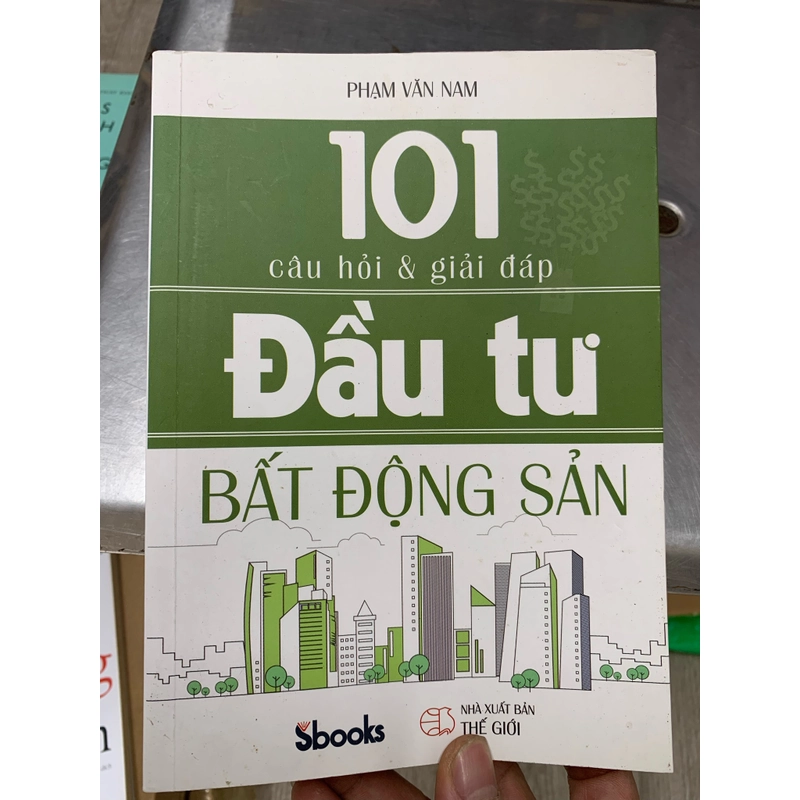 PHẠM VĂN NAM
101
câu hỏi & giải đáp
Đầu tư
BẤT ĐỘNG SẢN
Sbooks
NHÀ XUẤT BẢN
THẾ GIỚI